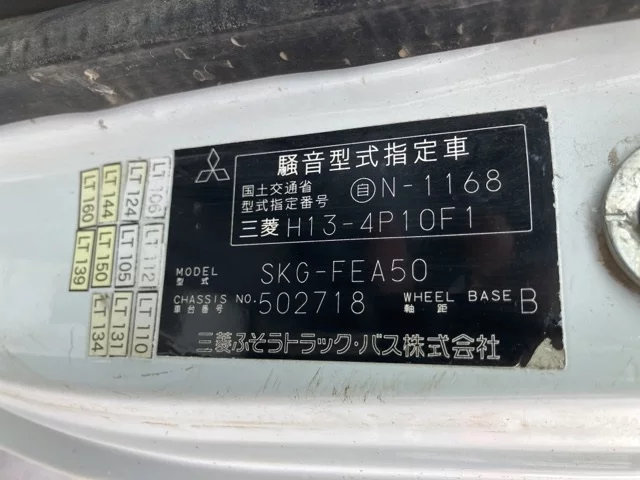 騒音型式指定車
国土交通省
型式指定番号
自N-1168
三菱 H13-4P10F1
MODEL
型式
SKG-FEA50
CHASSIS NO.
車台番号
502718
WHEEL BASE
軸距
B
三菱ふそうトラック・バス株式会社
LT 160
LT 144
LT 124
LT 106
LT 139
LT 150
LT 105
LT 112
LT 134
LT 131
LT 110